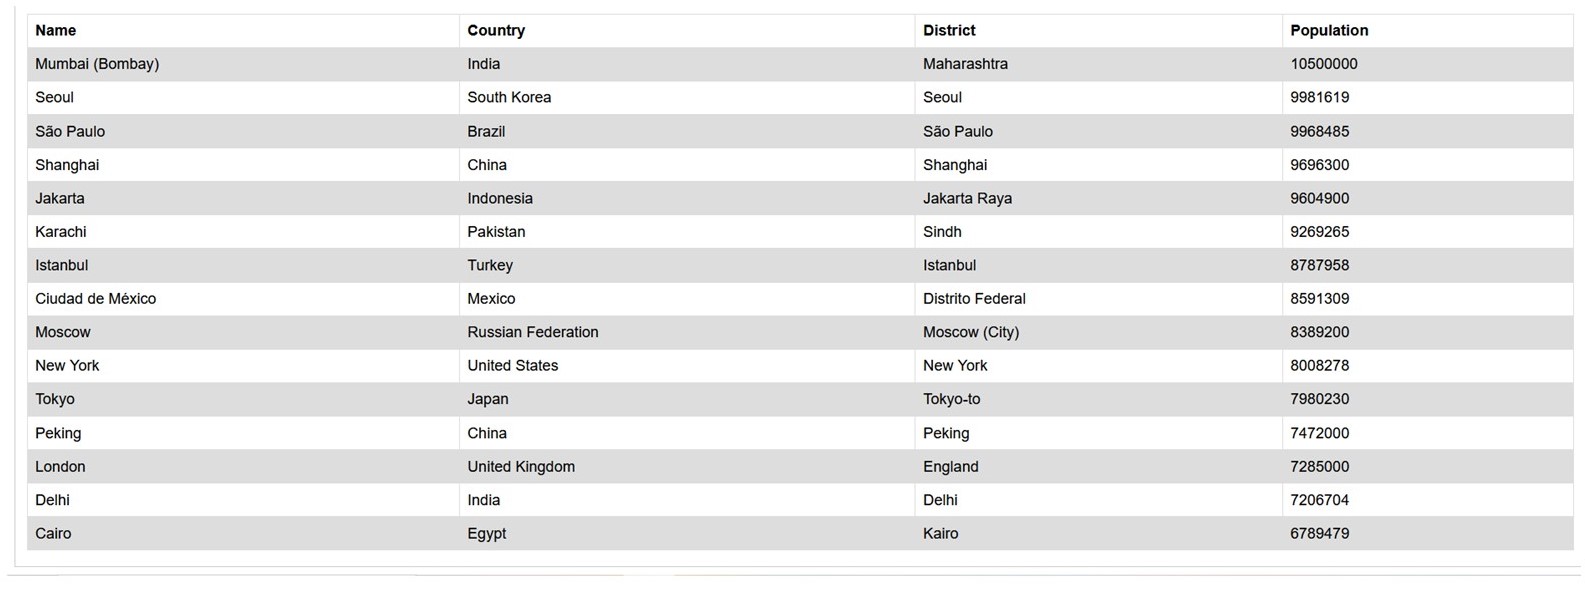 Name Country District Population
Mumbai (Bombay) India Maharashtra 10500000
Seoul South Korea Seoul 9981619
São Paulo Brazil São Paulo 9968485
Shanghai China Shanghai 9696300
Jakarta Indonesia Jakarta Raya 9604900
Karachi Pakistan Sindh 9269265
Istanbul Turkey Istanbul 8787958
Ciudad de México Mexico Distrito Federal 8591309
Moscow Russian Federation Moscow (City) 8389200
New York United States New York 8008278
Tokyo Japan Tokyo-to 7980230
Peking China Peking 7472000
London United Kingdom England 7285000
Delhi India Delhi 7206704
Cairo Egypt Kairo 6789479